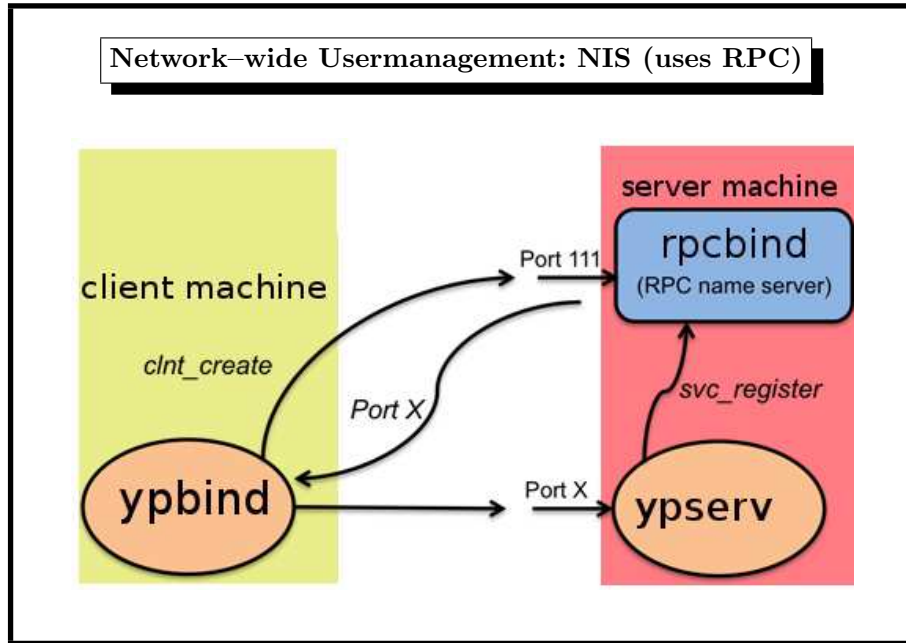 Network–wide Usermanagement: NIS (uses RPC)
server machine
rpcbind
(RPC name server)
Port 111
client machine
clnt_create
Port X
svc_register
ypbind
Port X
ypserv